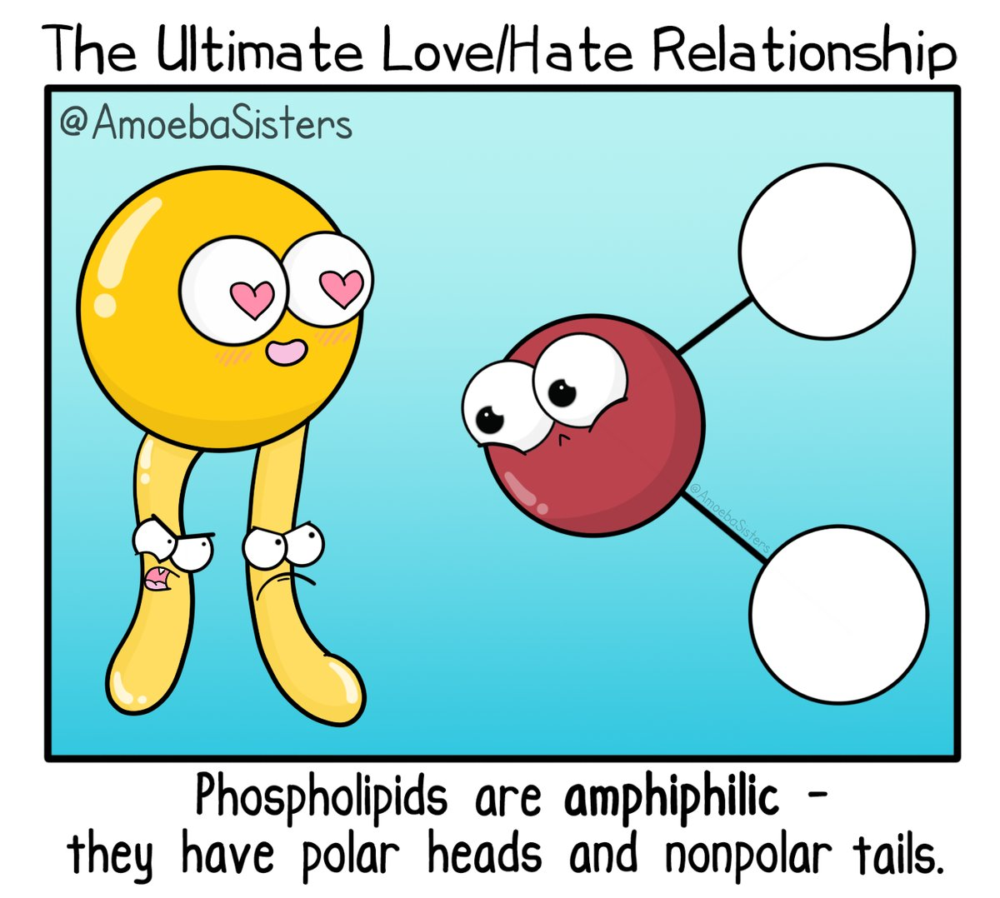 The Ultimate Love/Hate Relationship
@AmoebaSisters
@AmoebaSisters
Phospholipids are amphiphilic -
they have polar heads and nonpolar tails.